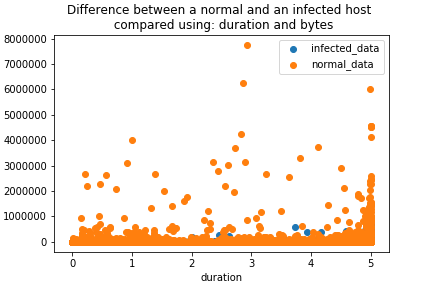 Difference between a normal and an infected host
compared using: duration and bytes
infected_data
normal_data
8000000
7000000
6000000
5000000
4000000
3000000
2000000
1000000
0
0 1 2 3 4 5
duration